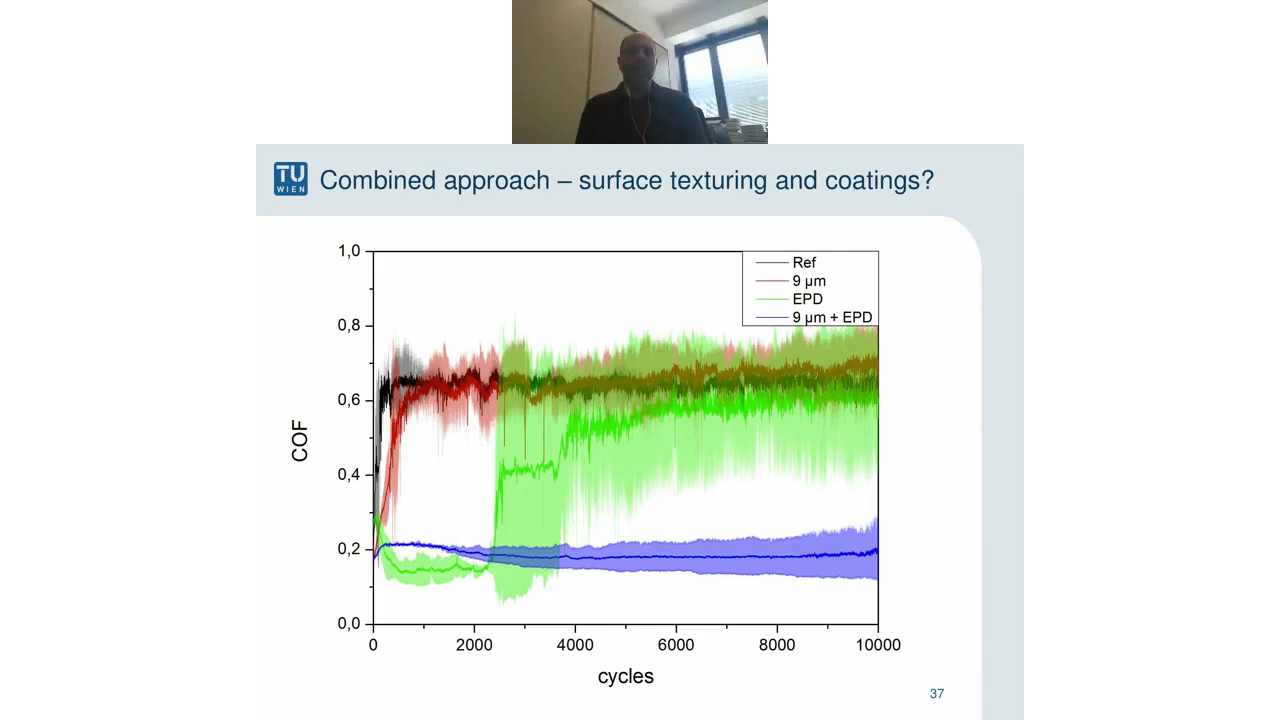 TU
WIEN
Combined approach – surface texturing and coatings?
1,0
0,8
0,6
0,4
0,2
0,0
COF
Ref
9 µm
EPD
9 µm + EPD
0 2000 4000 6000 8000 10000
cycles
37